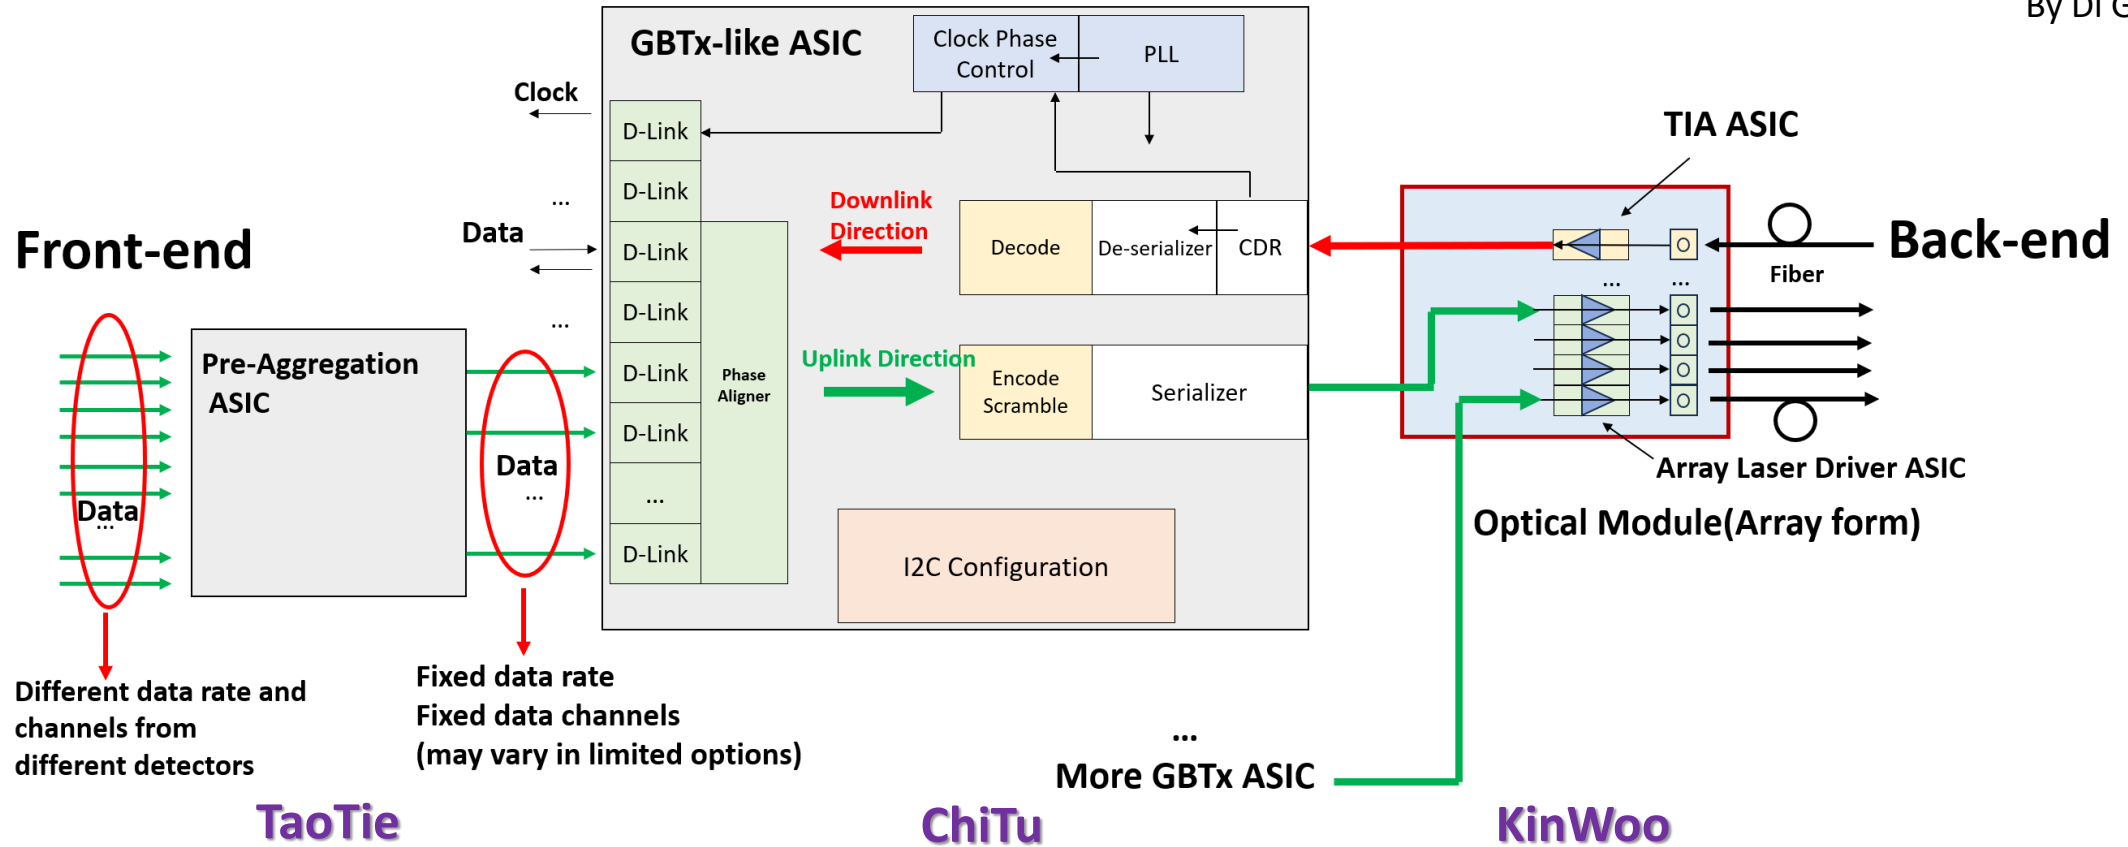 By Di G
GBTx-like ASIC
Clock Phase
Control
PLL
Clock
D-Link
D-Link
...
Data
D-Link
...
D-Link
D-Link
D-Link
...
D-Link
Phase
Aligner
Downlink
Direction
Decode
De-serializer
CDR
Uplink Direction
Encode
Scramble
Serializer
I2C Configuration
Front-end
Data
...
Pre-Aggregation
ASIC
Data
...
Different data rate and
channels from
different detectors
Fixed data rate
Fixed data channels
(may vary in limited options)
TIA ASIC
O
...
...
O
O
O
O
Fiber
Back-end
Array Laser Driver ASIC
Optical Module(Array form)
...
More GBTx ASIC
TaoTie
ChiTu
KinWoo